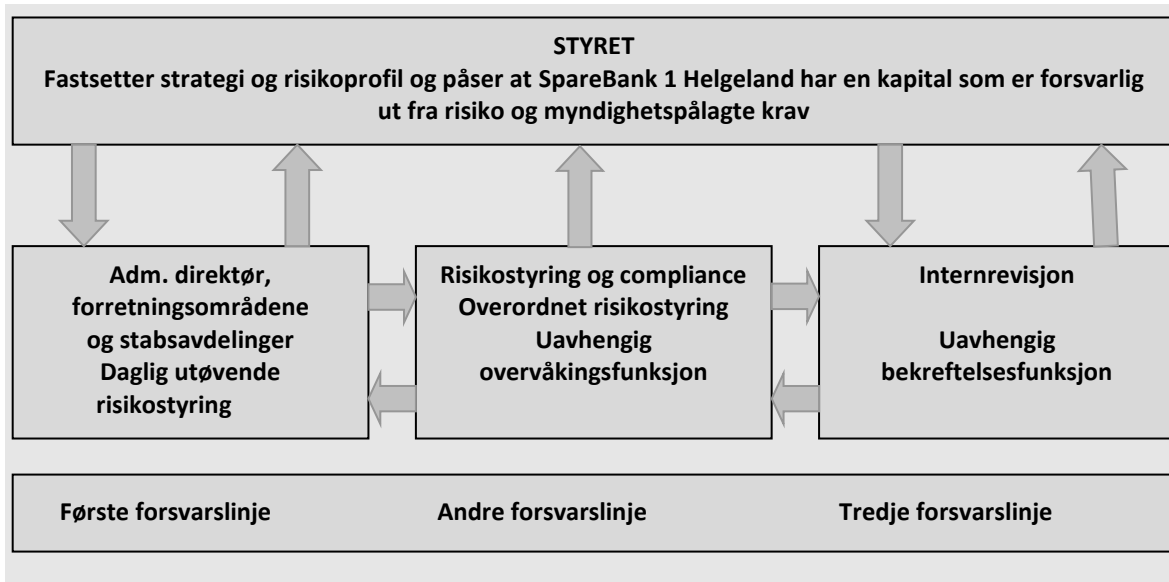 STYRET
Fastsetter strategi og risikoprofil og påser at SpareBank 1 Helgeland har en kapital som er forsvarlig
ut fra risiko og myndighetspålagte krav
Adm. direktør,
forretningsområdene
og stabsavdelinger
Daglig utøvende
risikostyring
Risikostyring og compliance
Overordnet risikostyring
Uavhengig
overvåkingsfunksjon
Internrevisjon
Uavhengig
bekreftelsesfunksjon
Første forsvarslinje
Andre forsvarslinje
Tredje forsvarslinje